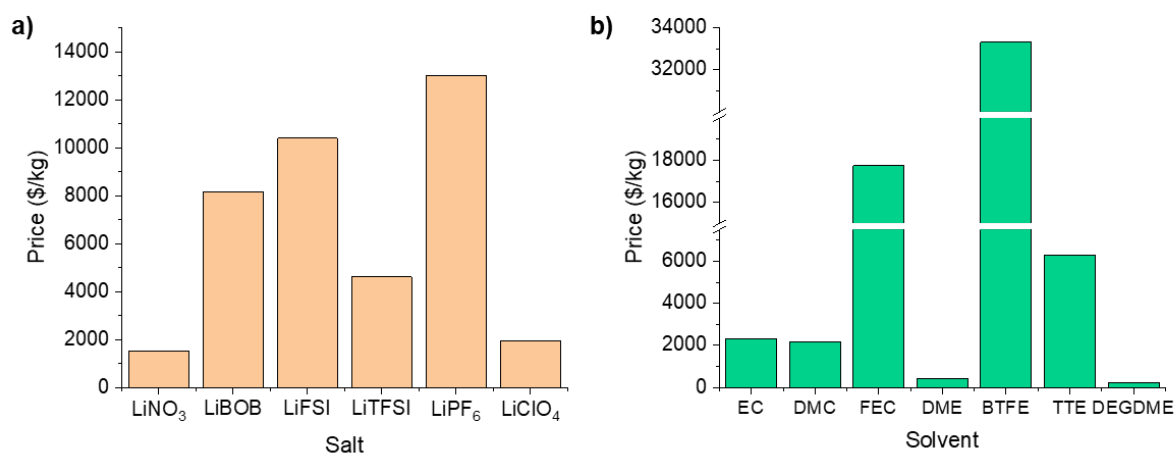 a)
14000
12000
10000
8000
6000
4000
2000
0
Price ($/kg)
LiNO3 LiBOB LiFSI LiTFSI LiPF6 LiClO4
Salt
b)
34000
32000
18000
16000
6000
4000
2000
0
Price ($/kg)
EC DMC FEC DME BTFE TTE DEGDME
Solvent